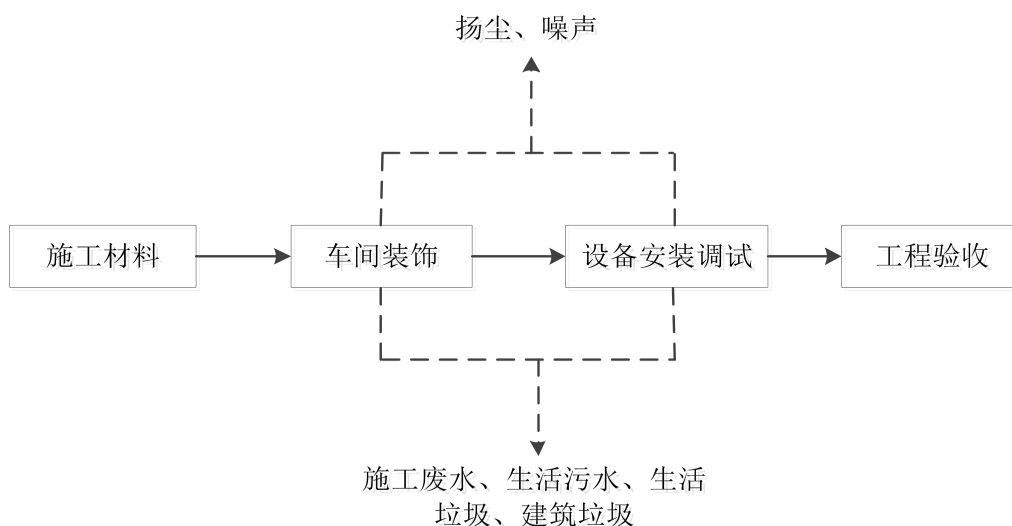 扬尘、噪声
施工材料
车间装饰
设备安装调试
工程验收
施工废水、生活污水、生活
垃圾、建筑垃圾